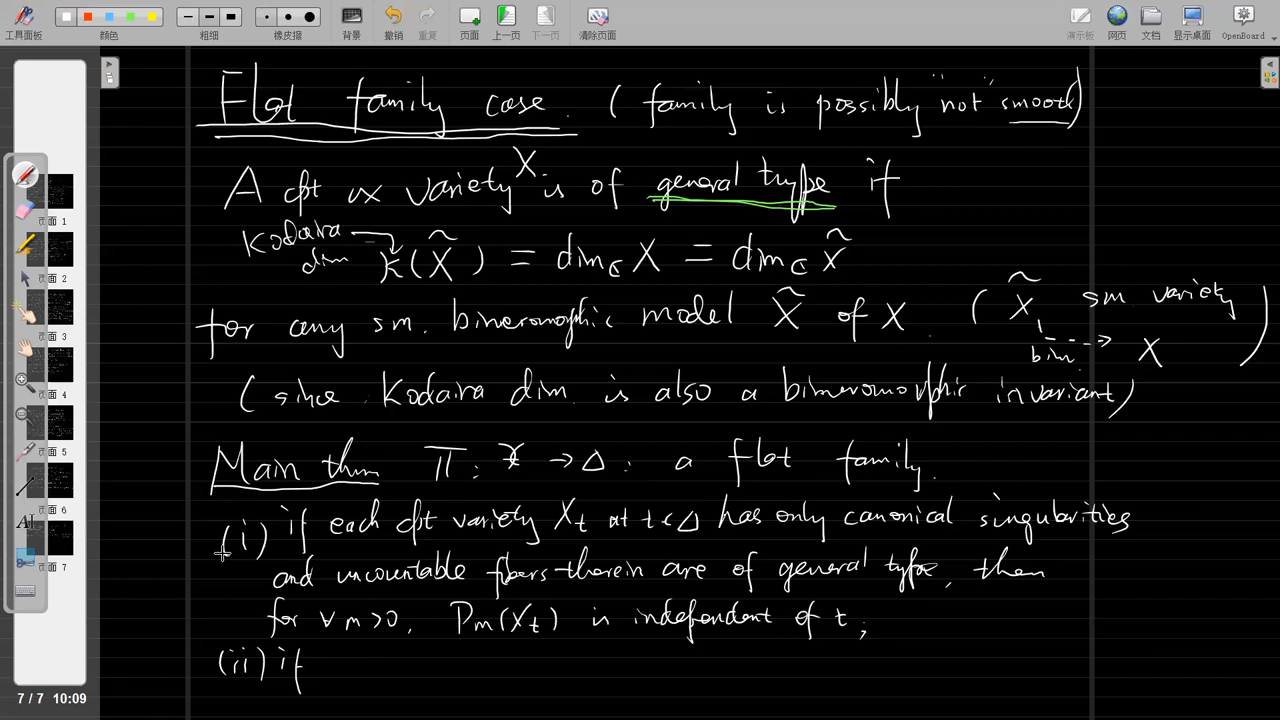 工具面板 颜色 粗细 橡皮擦 背景 撤销 重复 页面 上一页 下一页 清除页面 演示板 网页 文档 显示桌面 OpenBoard
Flat family case. (family is possibly "not" smooth)
A cpt cx variety X is of general type if
Kodaira dim κ(X̃) = dim_ℂ X = dim_ℂ X̃
for any sm. bimeromorphic model X̃ of X. (X̃ sm variety bim ⇢ X)
(since Kodaira dim. is also a bimeromorphic invariant)
Main thm π: 𝒳 → Δ: a flat family.
(i) if each cpt variety X_t at t∈Δ has only canonical singularities
and uncountable fibers therein are of general type, then
for ∀ m>0, P_m(X_t) is independent of t;
(ii) if
页面 1
页面 2
页面 3
页面 4
页面 5
页面 6
页面 7
7 / 7 10:09